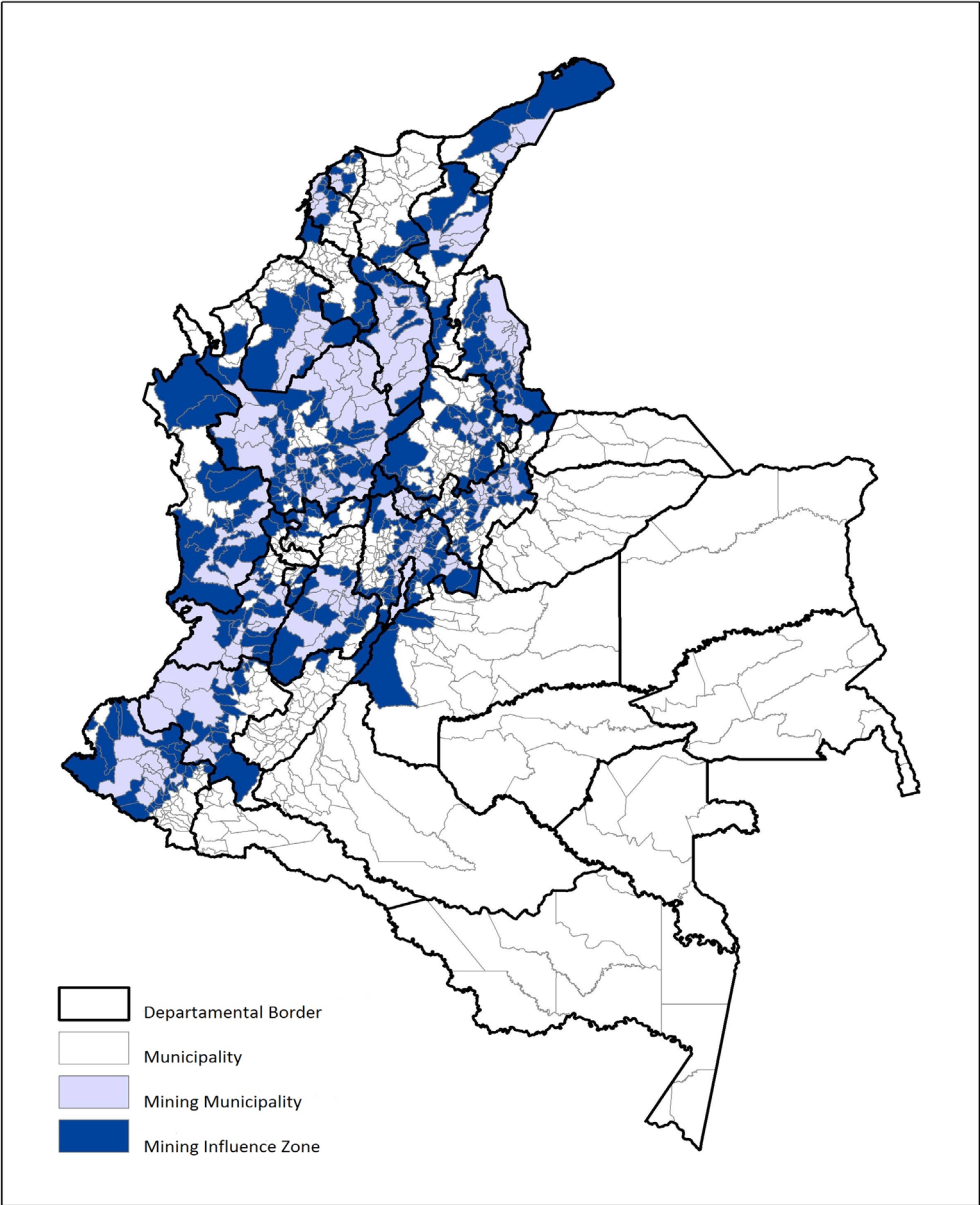 Departamental Border
Municipality
Mining Municipality
Mining Influence Zone